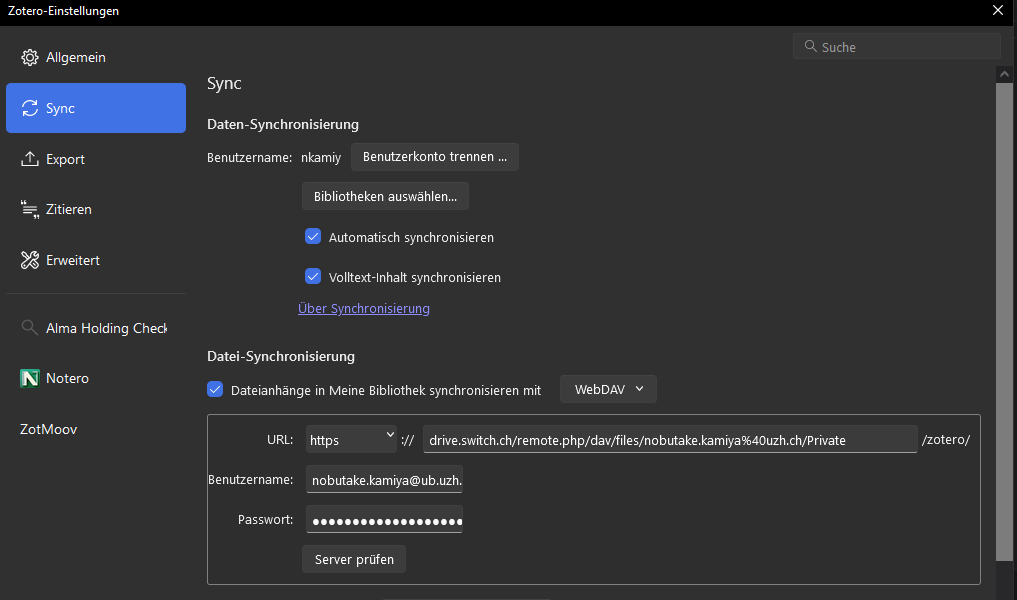 Zotero-Einstellungen
Suche
Allgemein
Sync
Export
Zitieren
Erweitert
Alma Holding Check
Notero
ZotMoov
Sync
Daten-Synchronisierung
Benutzername: nkamiy Benutzerkonto trennen ...
Bibliotheken auswählen...
Automatisch synchronisieren
Volltext-Inhalt synchronisieren
Über Synchronisierung
Datei-Synchronisierung
Dateianhänge in Meine Bibliothek synchronisieren mit WebDAV
URL: https :// drive.switch.ch/remote.php/dav/files/nobutake.kamiya%40uzh.ch/Private /zotero/
Benutzername: nobutake.kamiya@ub.uzh.
Passwort: ●●●●●●●●●●●●●●●●●●●
Server prüfen